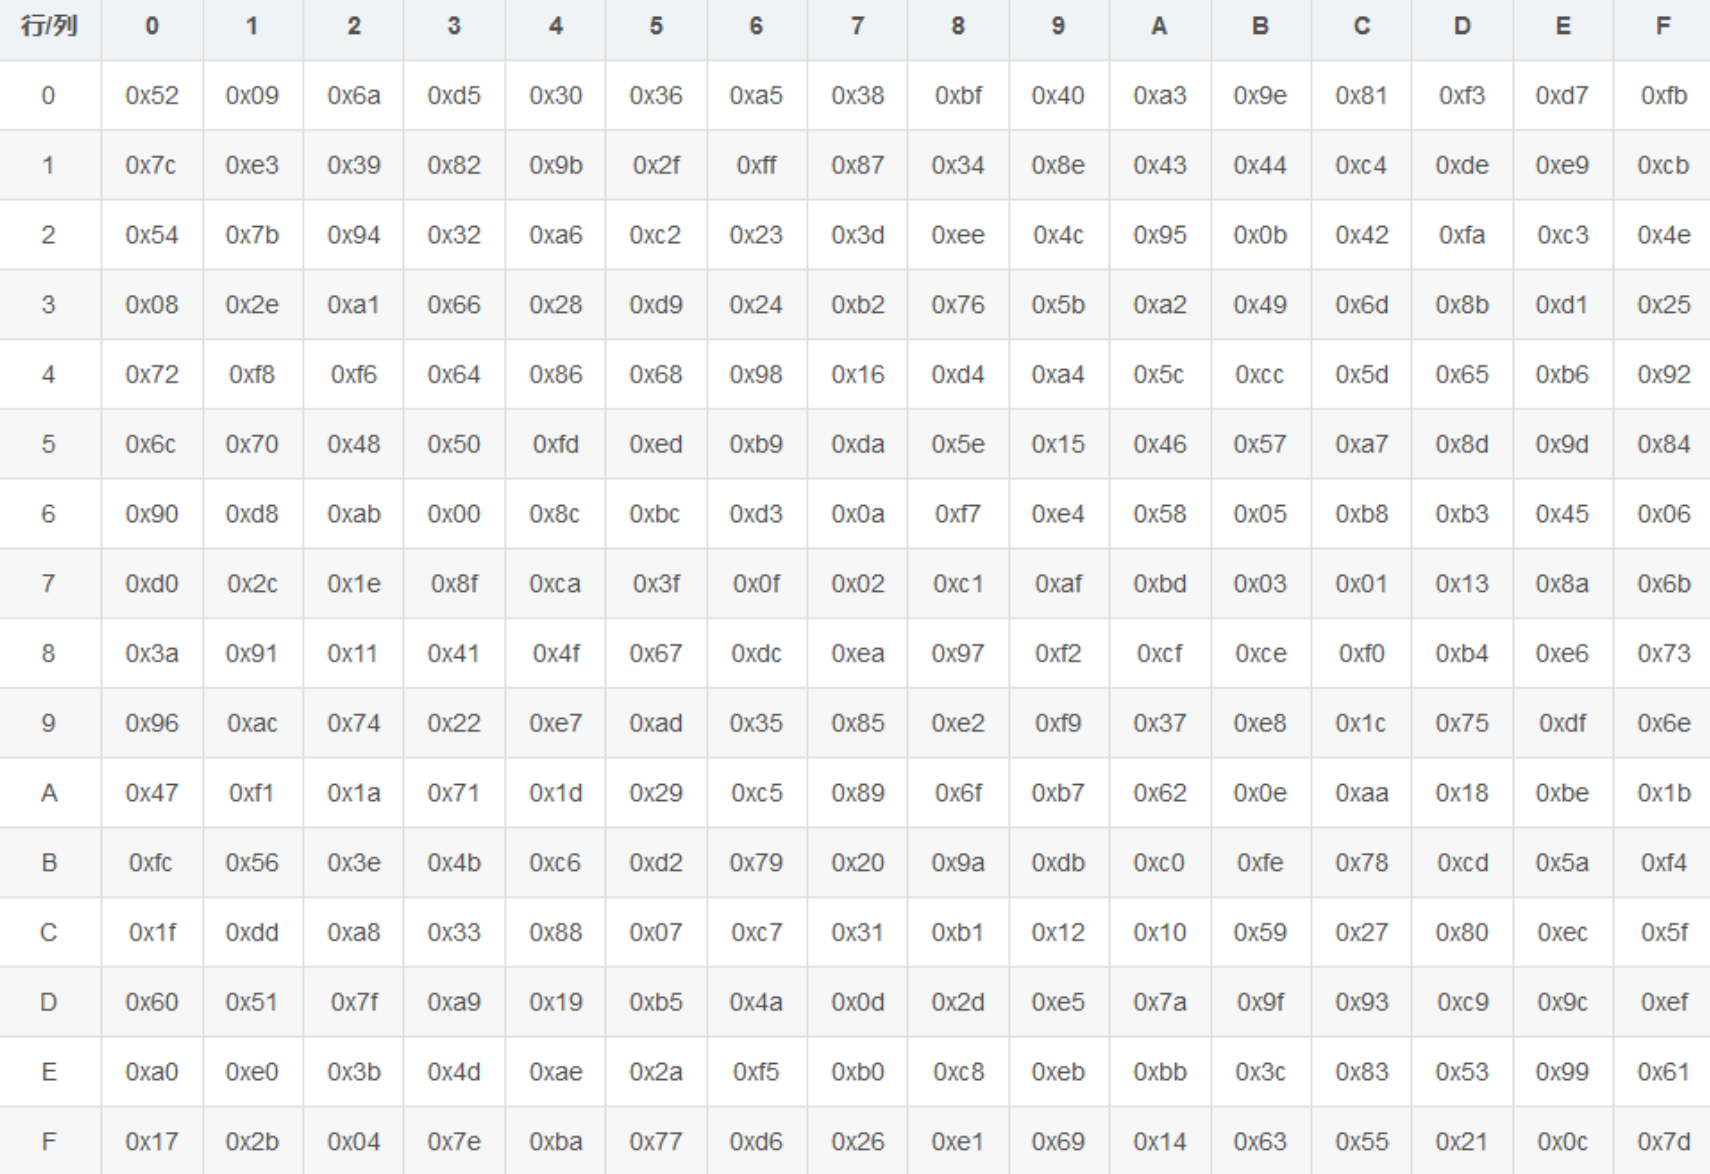 行/列 0 1 2 3 4 5 6 7 8 9 A B C D E F
0 0x52 0x09 0x6a 0xd5 0x30 0x36 0xa5 0x38 0xbf 0x40 0xa3 0x9e 0x81 0xf3 0xd7 0xfb
1 0x7c 0xe3 0x39 0x82 0x9b 0x2f 0xff 0x87 0x34 0x8e 0x43 0x44 0xc4 0xde 0xe9 0xcb
2 0x54 0x7b 0x94 0x32 0xa6 0xc2 0x23 0x3d 0xee 0x4c 0x95 0x0b 0x42 0xfa 0xc3 0x4e
3 0x08 0x2e 0xa1 0x66 0x28 0xd9 0x24 0xb2 0x76 0x5b 0xa2 0x49 0x6d 0x8b 0xd1 0x25
4 0x72 0xf8 0xf6 0x64 0x86 0x68 0x98 0x16 0xd4 0xa4 0x5c 0xcc 0x5d 0x65 0xb6 0x92
5 0x6c 0x70 0x48 0x50 0xfd 0xed 0xb9 0xda 0x5e 0x15 0x46 0x57 0xa7 0x8d 0x9d 0x84
6 0x90 0xd8 0xab 0x00 0x8c 0xbc 0xd3 0x0a 0xf7 0xe4 0x58 0x05 0xb8 0xb3 0x45 0x06
7 0xd0 0x2c 0x1e 0x8f 0xca 0x3f 0x0f 0x02 0xc1 0xaf 0xbd 0x03 0x01 0x13 0x8a 0x6b
8 0x3a 0x91 0x11 0x41 0x4f 0x67 0xdc 0xea 0x97 0xf2 0xcf 0xce 0xf0 0xb4 0xe6 0x73
9 0x96 0xac 0x74 0x22 0xe7 0xad 0x35 0x85 0xe2 0xf9 0x37 0xe8 0x1c 0x75 0xdf 0x6e
A 0x47 0xf1 0x1a 0x71 0x1d 0x29 0xc5 0x89 0x6f 0xb7 0x62 0x0e 0xaa 0x18 0xbe 0x1b
B 0xfc 0x56 0x3e 0x4b 0xc6 0xd2 0x79 0x20 0x9a 0xdb 0xc0 0xfe 0x78 0xcd 0x5a 0xf4
C 0x1f 0xdd 0xa8 0x33 0x88 0x07 0xc7 0x31 0xb1 0x12 0x10 0x59 0x27 0x80 0xec 0x5f
D 0x60 0x51 0x7f 0xa9 0x19 0xb5 0x4a 0x0d 0x2d 0xe5 0x7a 0x9f 0x93 0xc9 0x9c 0xef
E 0xa0 0xe0 0x3b 0x4d 0xae 0x2a 0xf5 0xb0 0xc8 0xeb 0xbb 0x3c 0x83 0x53 0x99 0x61
F 0x17 0x2b 0x04 0x7e 0xba 0x77 0xd6 0x26 0xe1 0x69 0x14 0x63 0x55 0x21 0x0c 0x7d